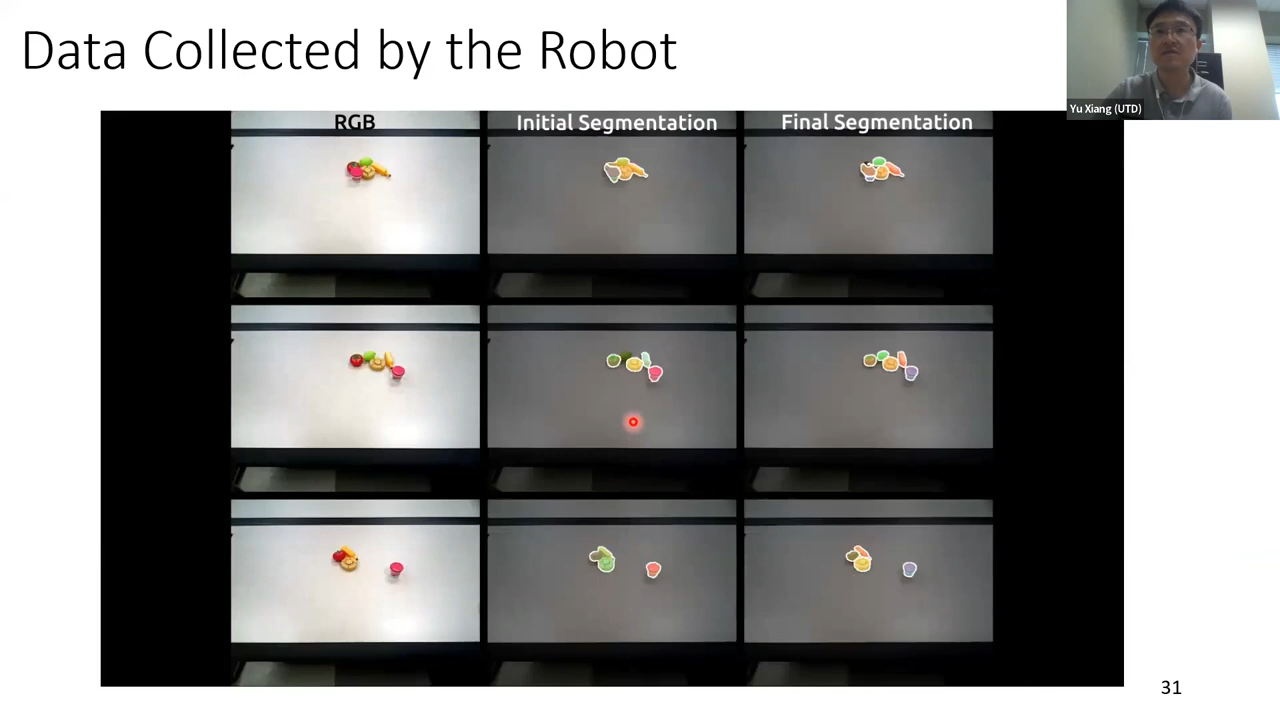 Data Collected by the Robot
Yu Xiang (UTD)
RGB
Initial Segmentation
Final Segmentation
31